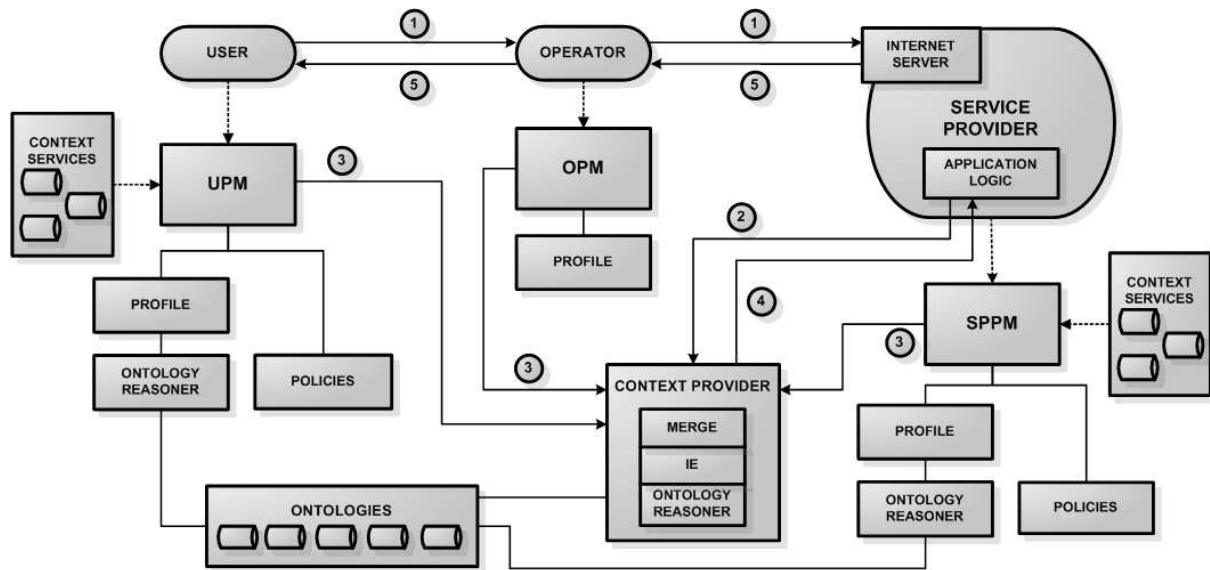 1
1
USER
OPERATOR
INTERNET
SERVER
5
5
SERVICE
PROVIDER
CONTEXT
SERVICES
UPM
3
OPM
APPLICATION
LOGIC
2
PROFILE
PROFILE
4
SPPM
CONTEXT
SERVICES
3
ONTOLOGY
REASONER
POLICIES
3
CONTEXT PROVIDER
MERGE
IE
ONTOLOGY
REASONER
PROFILE
ONTOLOGIES
ONTOLOGY
REASONER
POLICIES